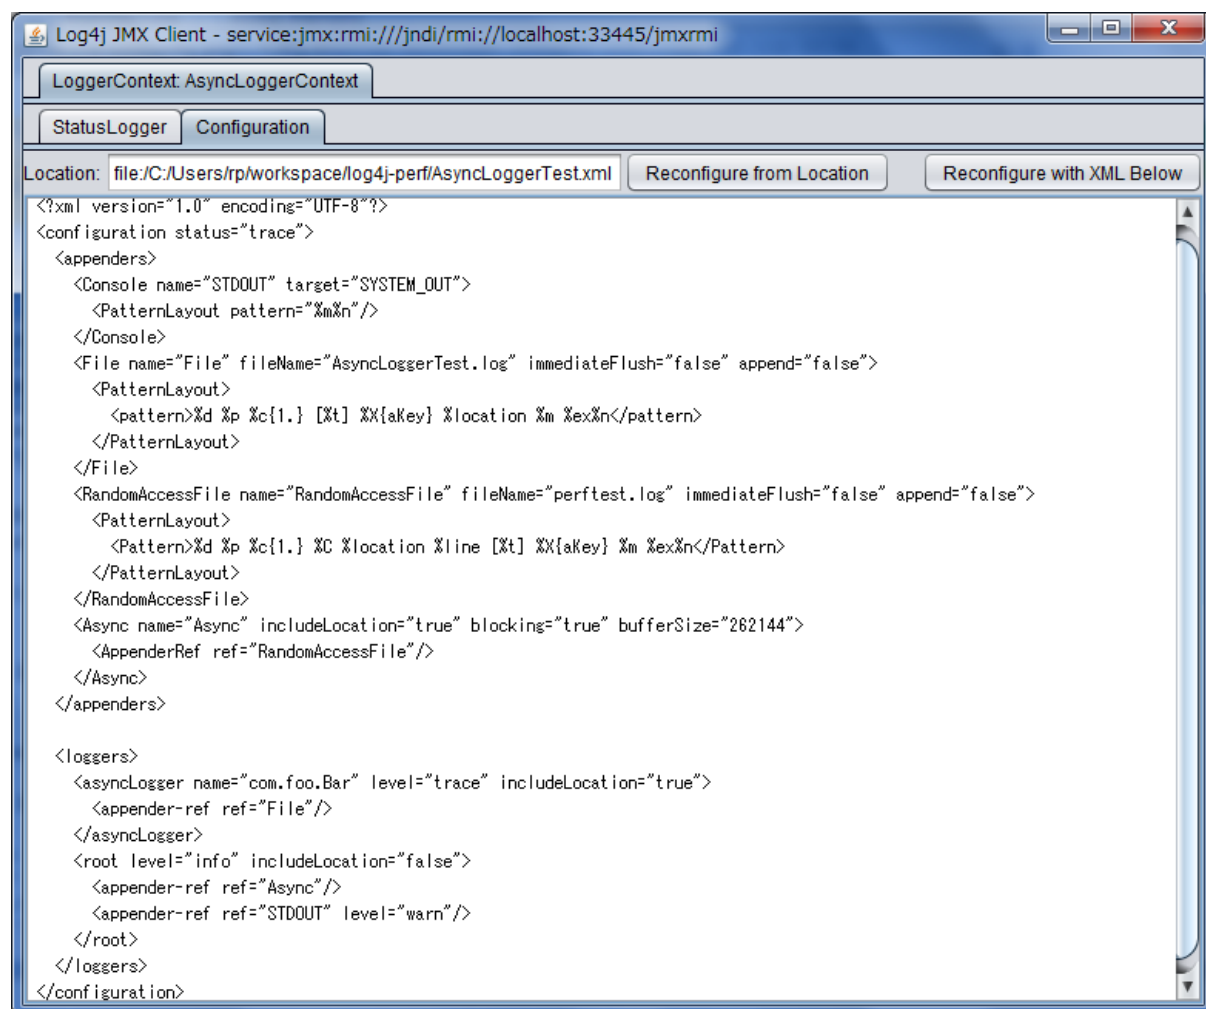 Log4j JMX Client - service:jmx:rmi:///jndi/rmi://localhost:33445/jmxrmi
LoggerContext: AsyncLoggerContext
StatusLogger Configuration
Location: file:/C:/Users/rp/workspace/log4j-perf/AsyncLoggerTest.xml Reconfigure from Location Reconfigure with XML Below
<?xml version="1.0" encoding="UTF-8"?>
<configuration status="trace">
  <appenders>
    <Console name="STDOUT" target="SYSTEM_OUT">
      <PatternLayout pattern="%m%n"/>
    </Console>
    <File name="File" fileName="AsyncLoggerTest.log" immediateFlush="false" append="false">
      <PatternLayout>
        <pattern>%d %p %c{1.} [%t] %X{aKey} %location %m %ex%n</pattern>
      </PatternLayout>
    </File>
    <RandomAccessFile name="RandomAccessFile" fileName="perftest.log" immediateFlush="false" append="false">
      <PatternLayout>
        <Pattern>%d %p %c{1.} %C %location %line [%t] %X{aKey} %m %ex%n</Pattern>
      </PatternLayout>
    </RandomAccessFile>
    <Async name="Async" includeLocation="true" blocking="true" bufferSize="262144">
      <AppenderRef ref="RandomAccessFile"/>
    </Async>
  </appenders>

  <loggers>
    <asyncLogger name="com.foo.Bar" level="trace" includeLocation="true">
      <appender-ref ref="File"/>
    </asyncLogger>
    <root level="info" includeLocation="false">
      <appender-ref ref="Async"/>
      <appender-ref ref="STDOUT" level="warn"/>
    </root>
  </loggers>
</configuration>